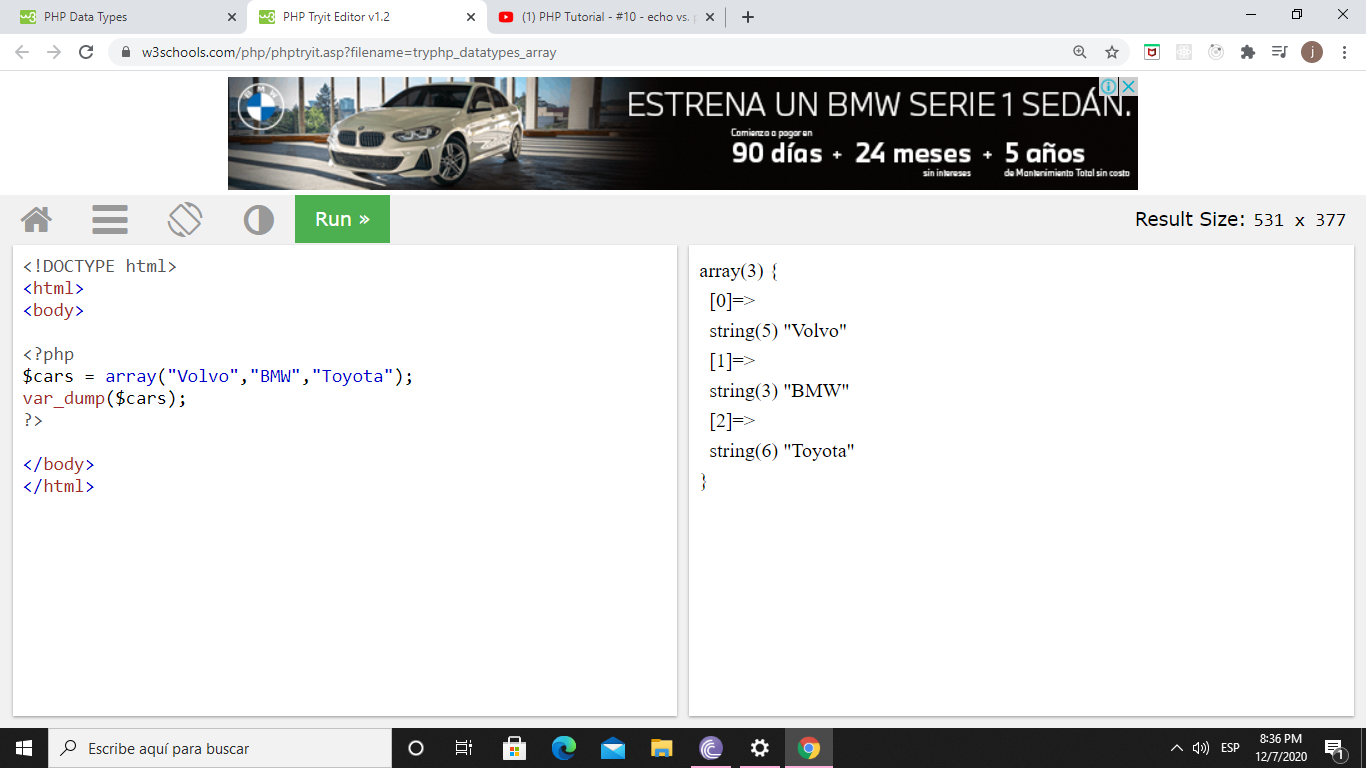 PHP Data Types
PHP Tryit Editor v1.2
(1) PHP Tutorial - #10 - echo vs.
w3schools.com/php/phptryit.asp?filename=tryphp_datatypes_array
j
BMW
ESTRENA UN BMW SERIE 1 SEDÁN.
Comienza a pagar en
90 días + 24 meses + 5 años
sin intereses
de Mantenimiento Total sin costo
Run »
Result Size: 531 x 377
<!DOCTYPE html>
<html>
<body>
<?php
$cars = array("Volvo","BMW","Toyota");
var_dump($cars);
?>
</body>
</html>
array(3) {
[0]=>
string(5) "Volvo"
[1]=>
string(3) "BMW"
[2]=>
string(6) "Toyota"
}
Escribe aquí para buscar
ESP
8:36 PM
12/7/2020
1